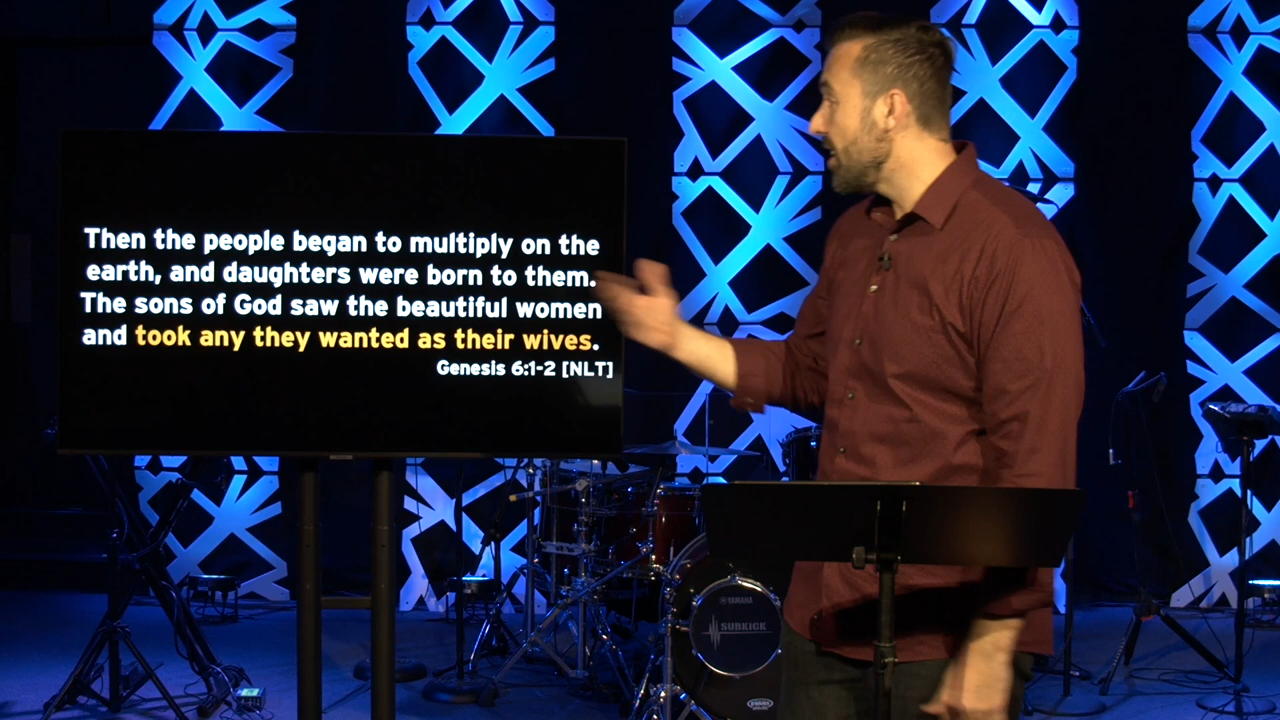 Then the people began to multiply on the
earth, and daughters were born to them.
The sons of God saw the beautiful women
and took any they wanted as their wives.
Genesis 6:1-2 [NLT]
YAMAHA
SUBKICK
EVANS